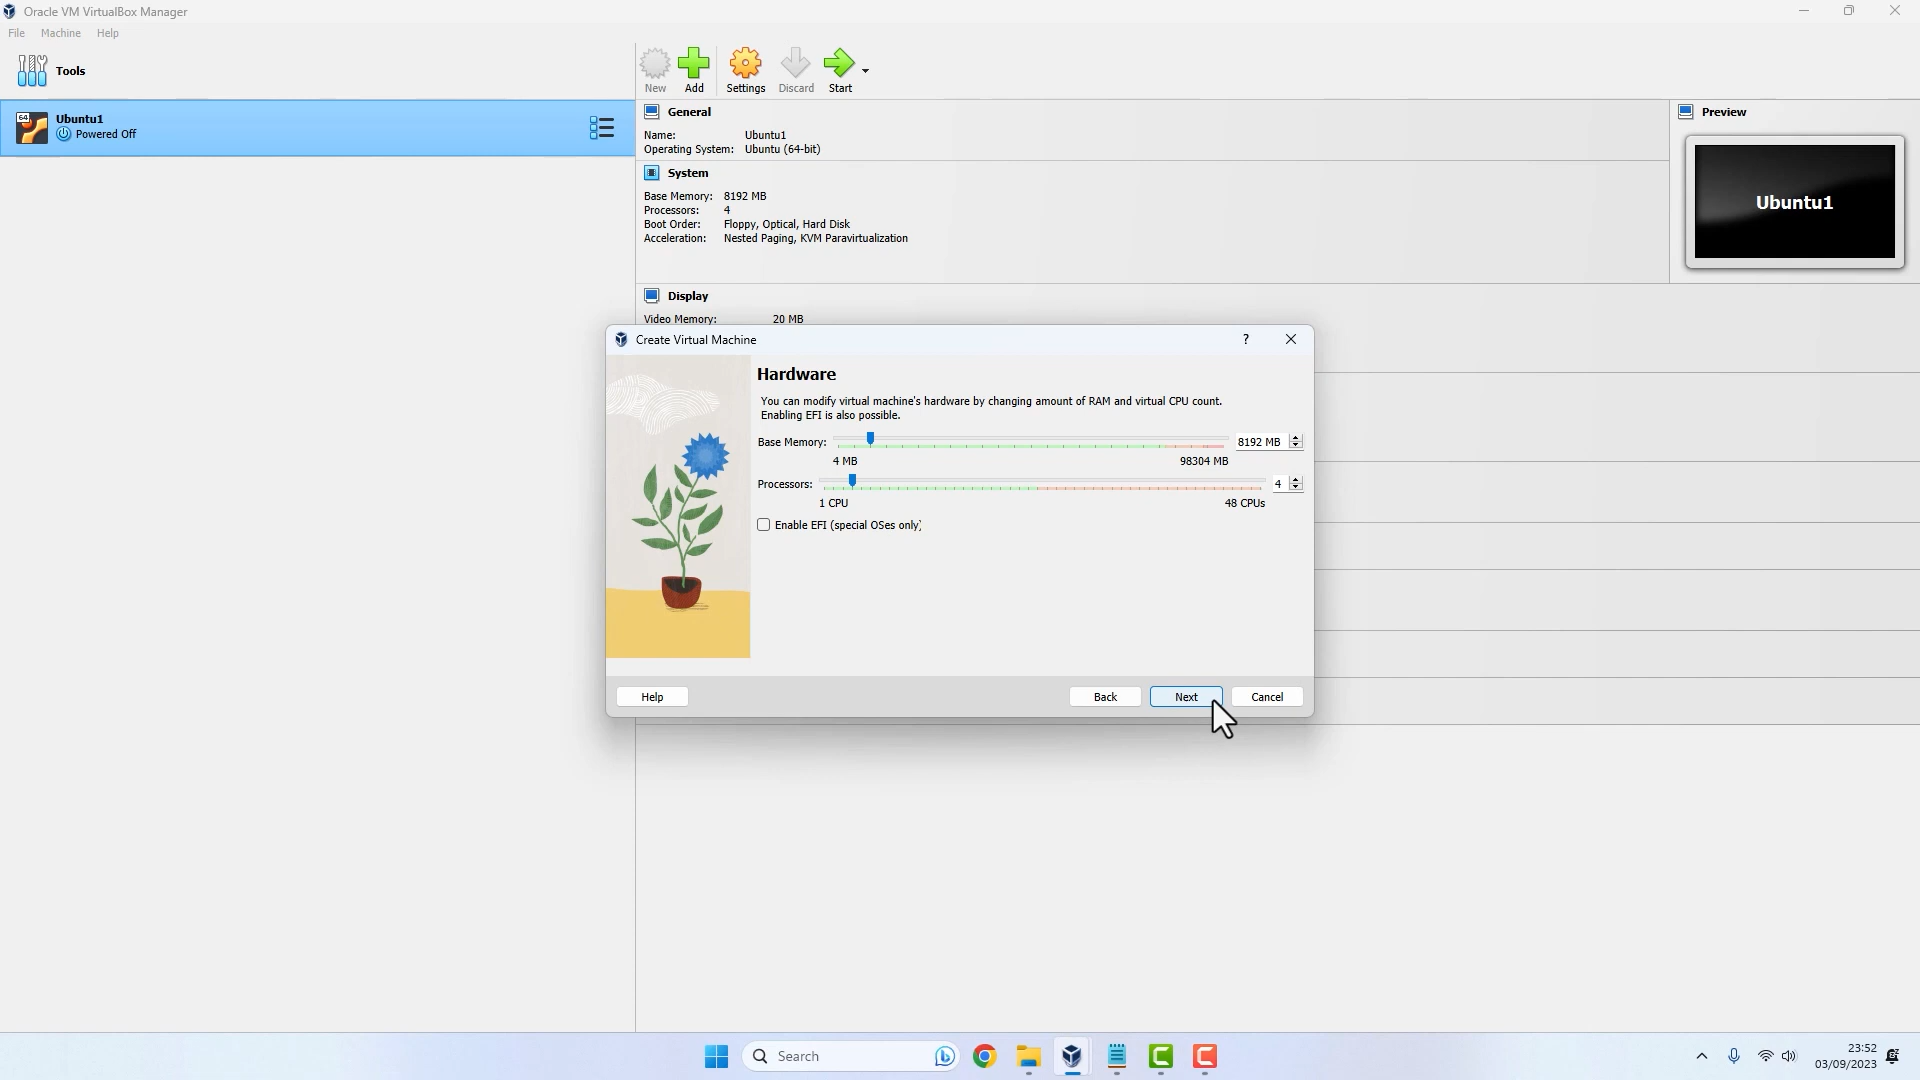 Oracle VM VirtualBox Manager
File Machine Help
Tools
New Add Settings Discard Start
64 Ubuntu1
Powered Off
General
Name: Ubuntu1
Operating System: Ubuntu (64-bit)
System
Base Memory: 8192 MB
Processors: 4
Boot Order: Floppy, Optical, Hard Disk
Acceleration: Nested Paging, KVM Paravirtualization
Display
Video Memory: 20 MB
Preview
Ubuntu1
Create Virtual Machine ?
Hardware
You can modify virtual machine's hardware by changing amount of RAM and virtual CPU count.
Enabling EFI is also possible.
Base Memory: 8192 MB
4 MB 98304 MB
Processors: 4
1 CPU 48 CPUs
Enable EFI (special OSes only)
Help Back Next Cancel
Search
23:52
03/09/2023